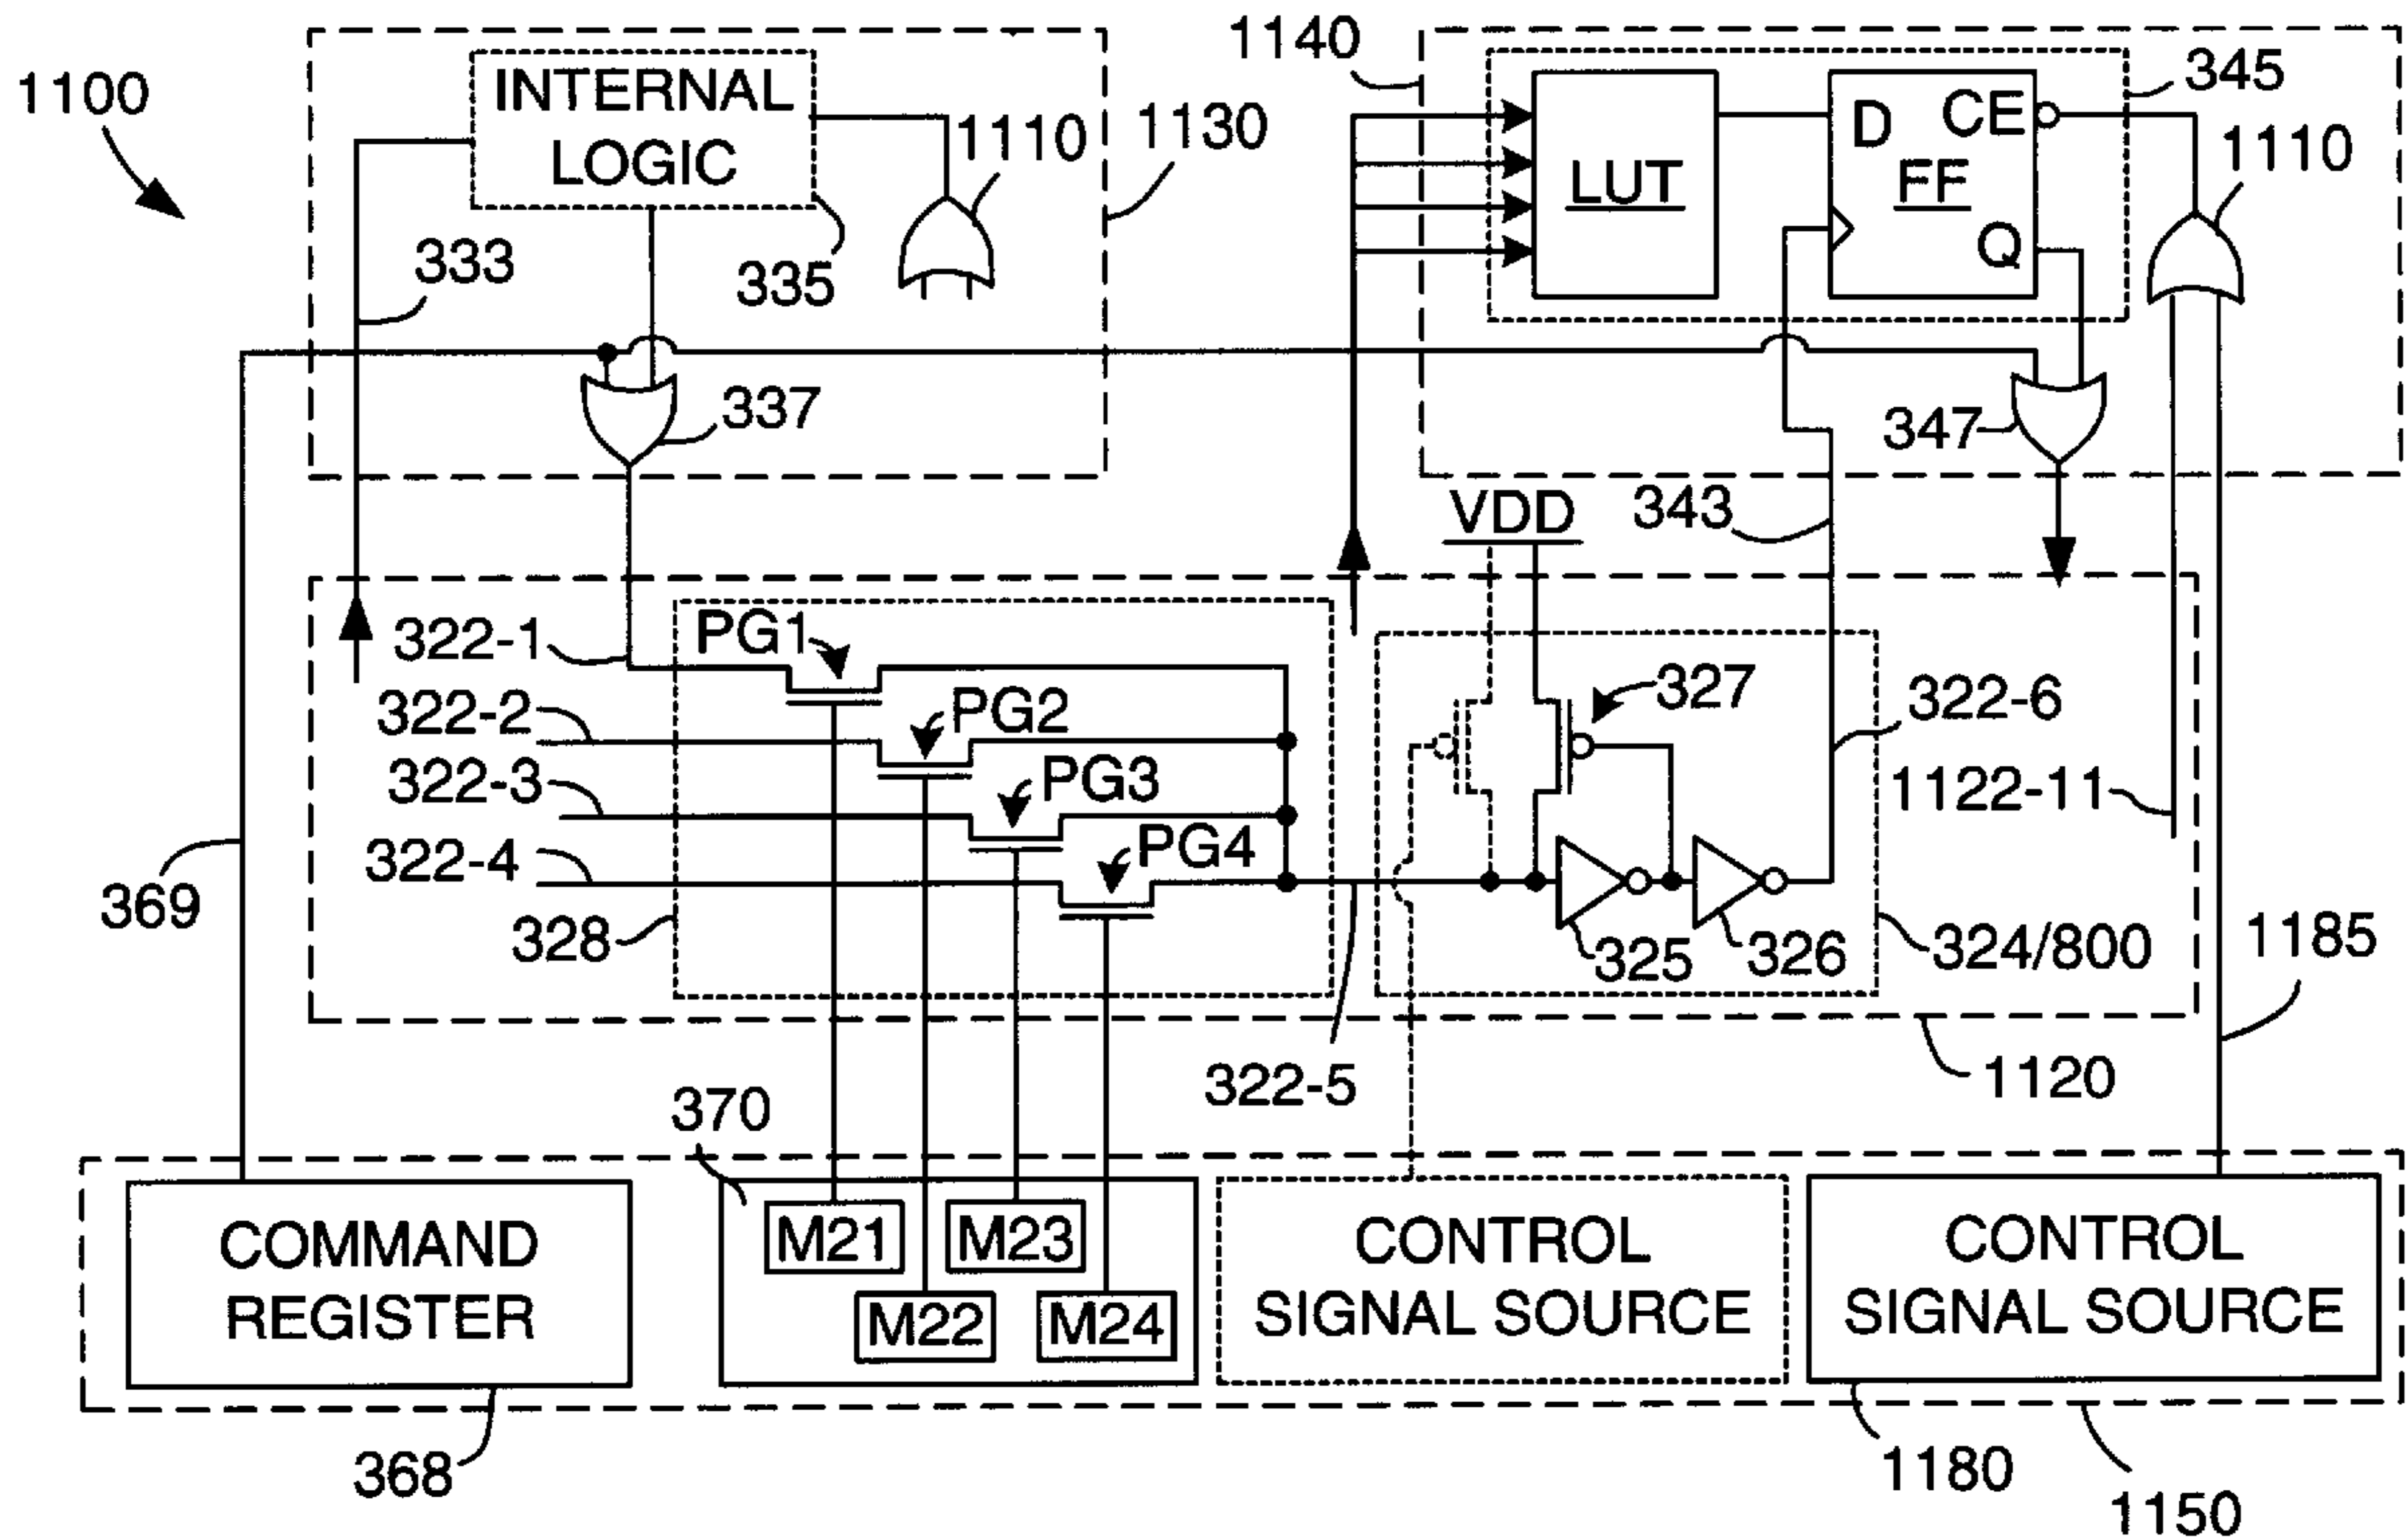 1100
INTERNAL
LOGIC
1110
1130
333
335
337
1140
LUT
D
CE
FF
Q
345
1110
347
VDD
343
322-1
PG1
322-2
PG2
322-3
PG3
322-4
PG4
328
327
322-6
1122-11
325
326
324/800
1185
369
322-5
1120
370
COMMAND
REGISTER
M21
M23
M22
M24
CONTROL
SIGNAL SOURCE
CONTROL
SIGNAL SOURCE
368
1180
1150